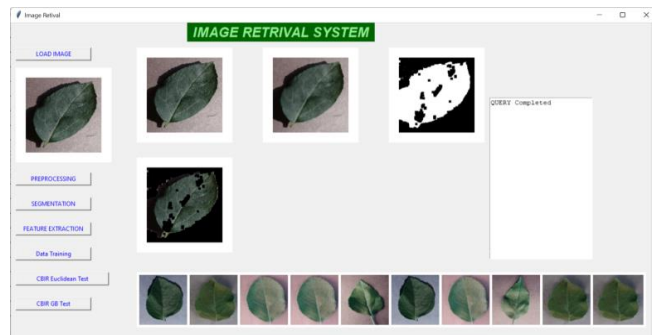 Image Retival
IMAGE RETRIVAL SYSTEM
LOAD IMAGE
QUERY Completed
PREPROCESSING
SEGMENTATION
FEATURE EXTRACTION
Data Training
CBIR Euclidean Test
CBIR GB Test